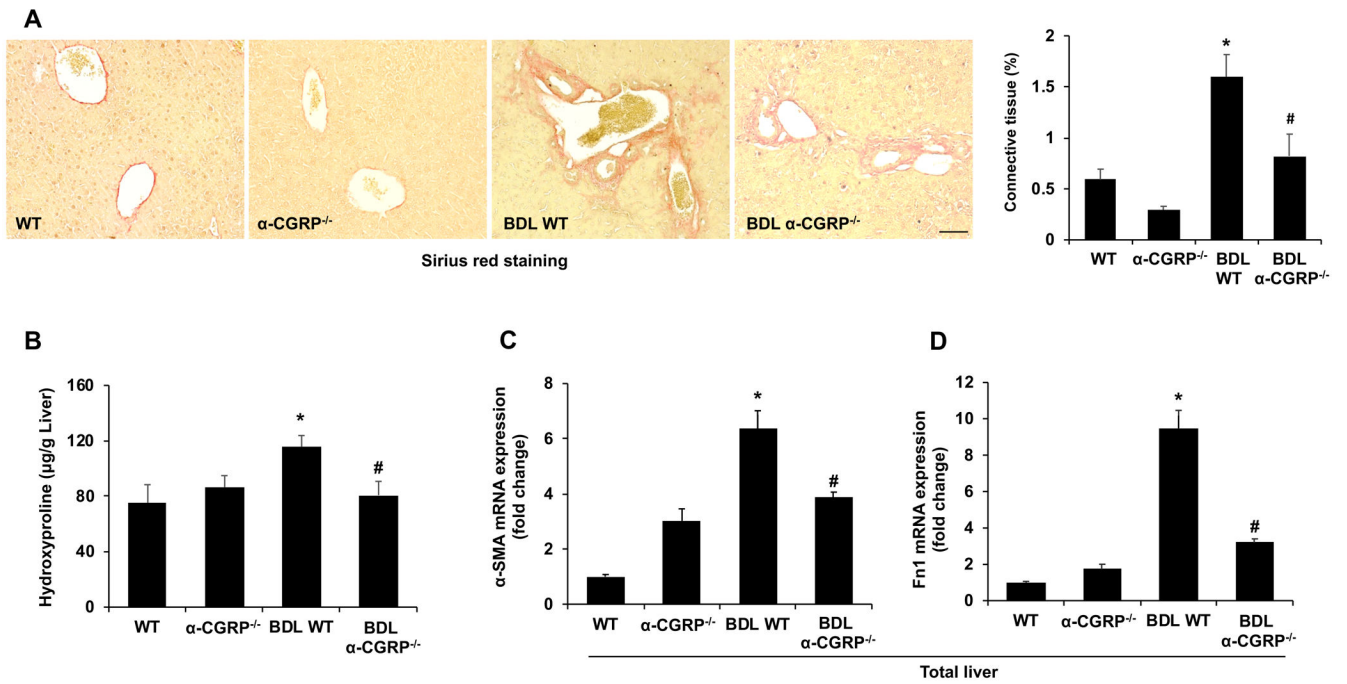 A
WT
α-CGRP-/-
BDL WT
BDL α-CGRP-/-
Sirius red staining
Connective tissue (%)
2
1.5
1
0.5
0
*
#
WT
α-CGRP-/-
BDL
WT
BDL
α-CGRP-/-
B
Hydroxyproline (µg/g Liver)
160
120
80
40
0
*
#
WT
α-CGRP-/-
BDL WT
BDL
α-CGRP-/-
C
α-SMA mRNA expression
(fold change)
8
6
4
2
0
*
#
WT
α-CGRP-/-
BDL WT
BDL
α-CGRP-/-
D
Fn1 mRNA expression
(fold change)
12
10
8
6
4
2
0
*
#
WT
α-CGRP-/-
BDL WT
BDL
α-CGRP-/-
Total liver